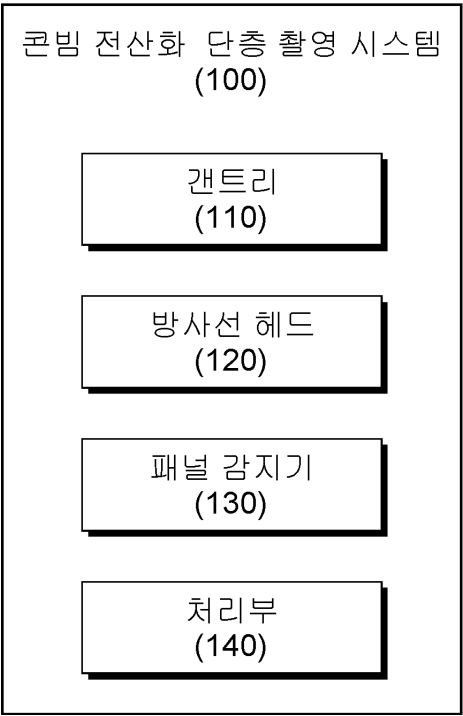 콘빔 전산화 단층 촬영 시스템
(100)
갠트리
(110)
방사선 헤드
(120)
패널 감지기
(130)
처리부
(140)